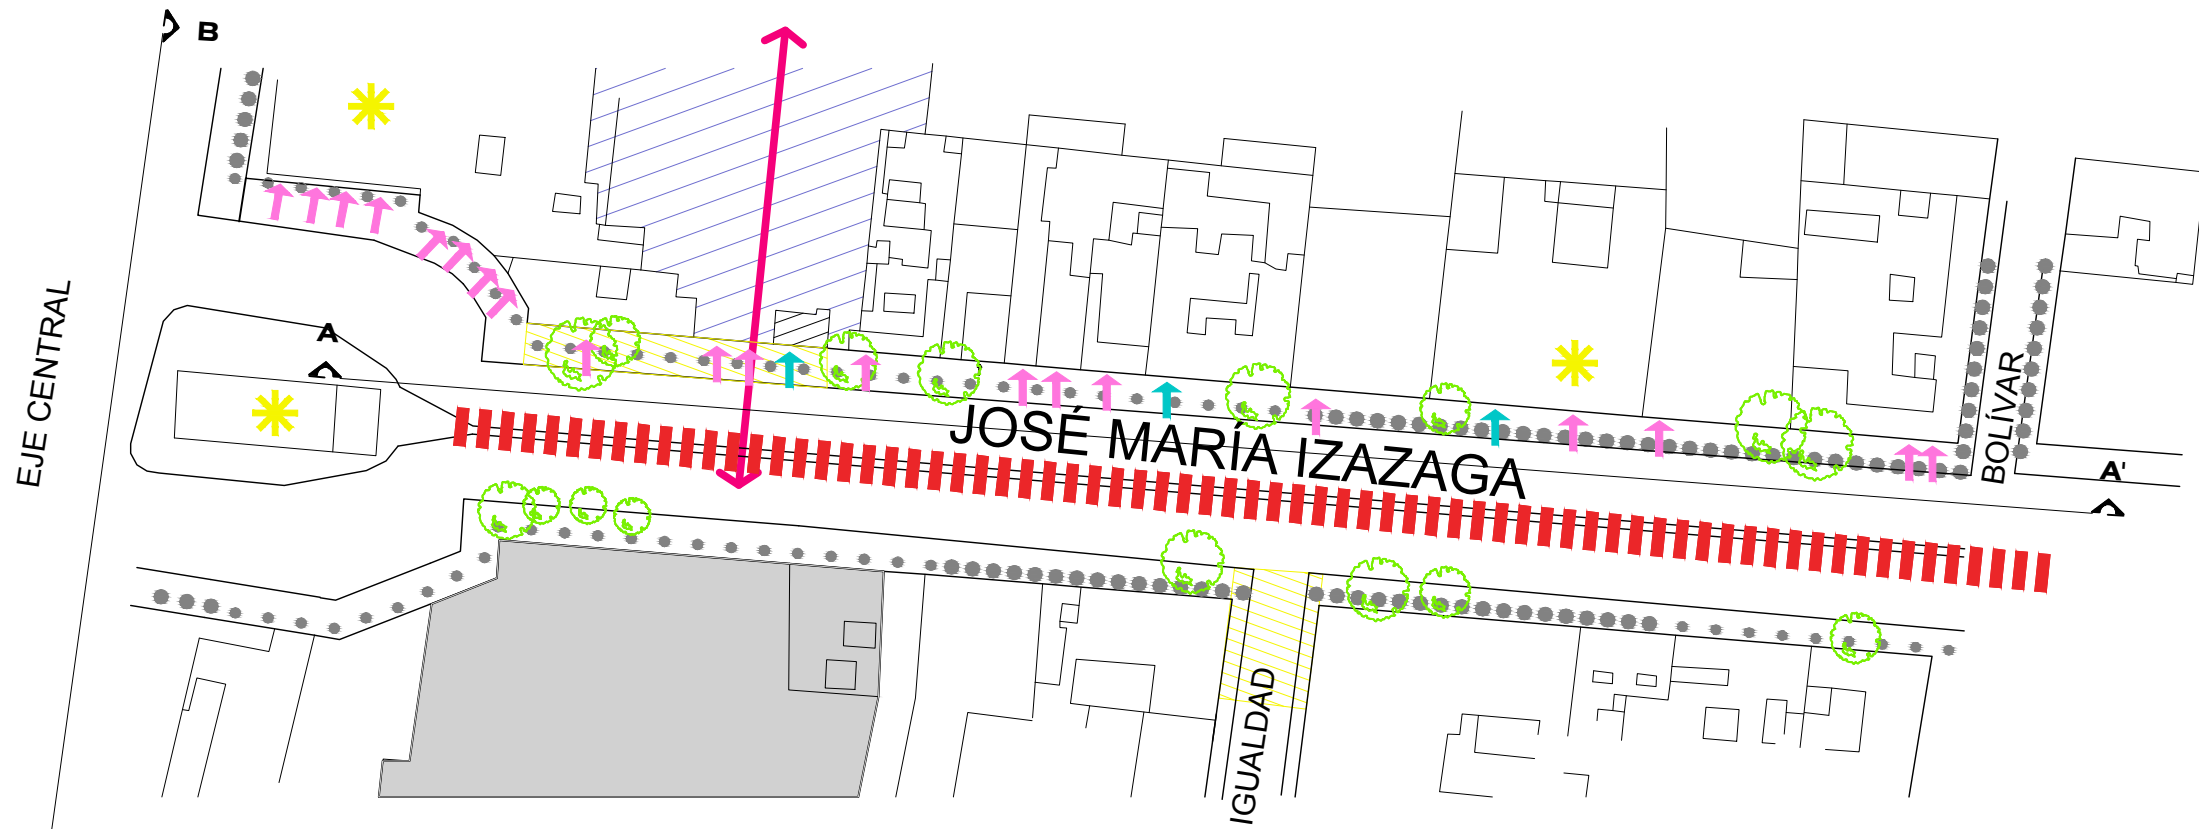 B
A
EJE CENTRAL
JOSÉ MARÍA IZAZAGA
BOLÍVAR
A'
IGUALDAD